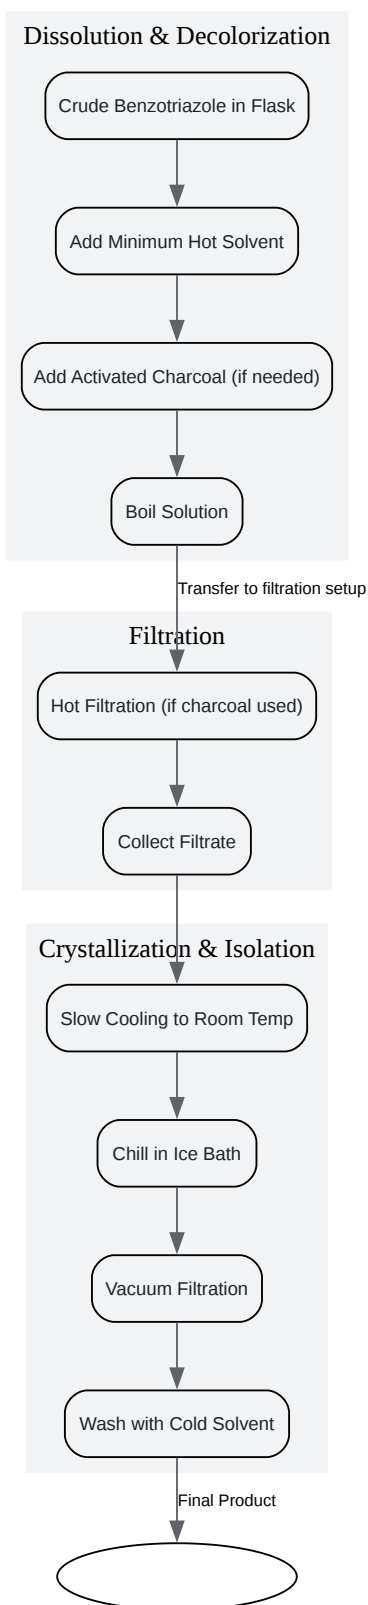 Dissolution & Decolorization
Crude Benzotriazole in Flask
Add Minimum Hot Solvent
Add Activated Charcoal (if needed)
Boil Solution
Transfer to filtration setup
Filtration
Hot Filtration (if charcoal used)
Collect Filtrate
Crystallization & Isolation
Slow Cooling to Room Temp
Chill in Ice Bath
Vacuum Filtration
Wash with Cold Solvent
Final Product